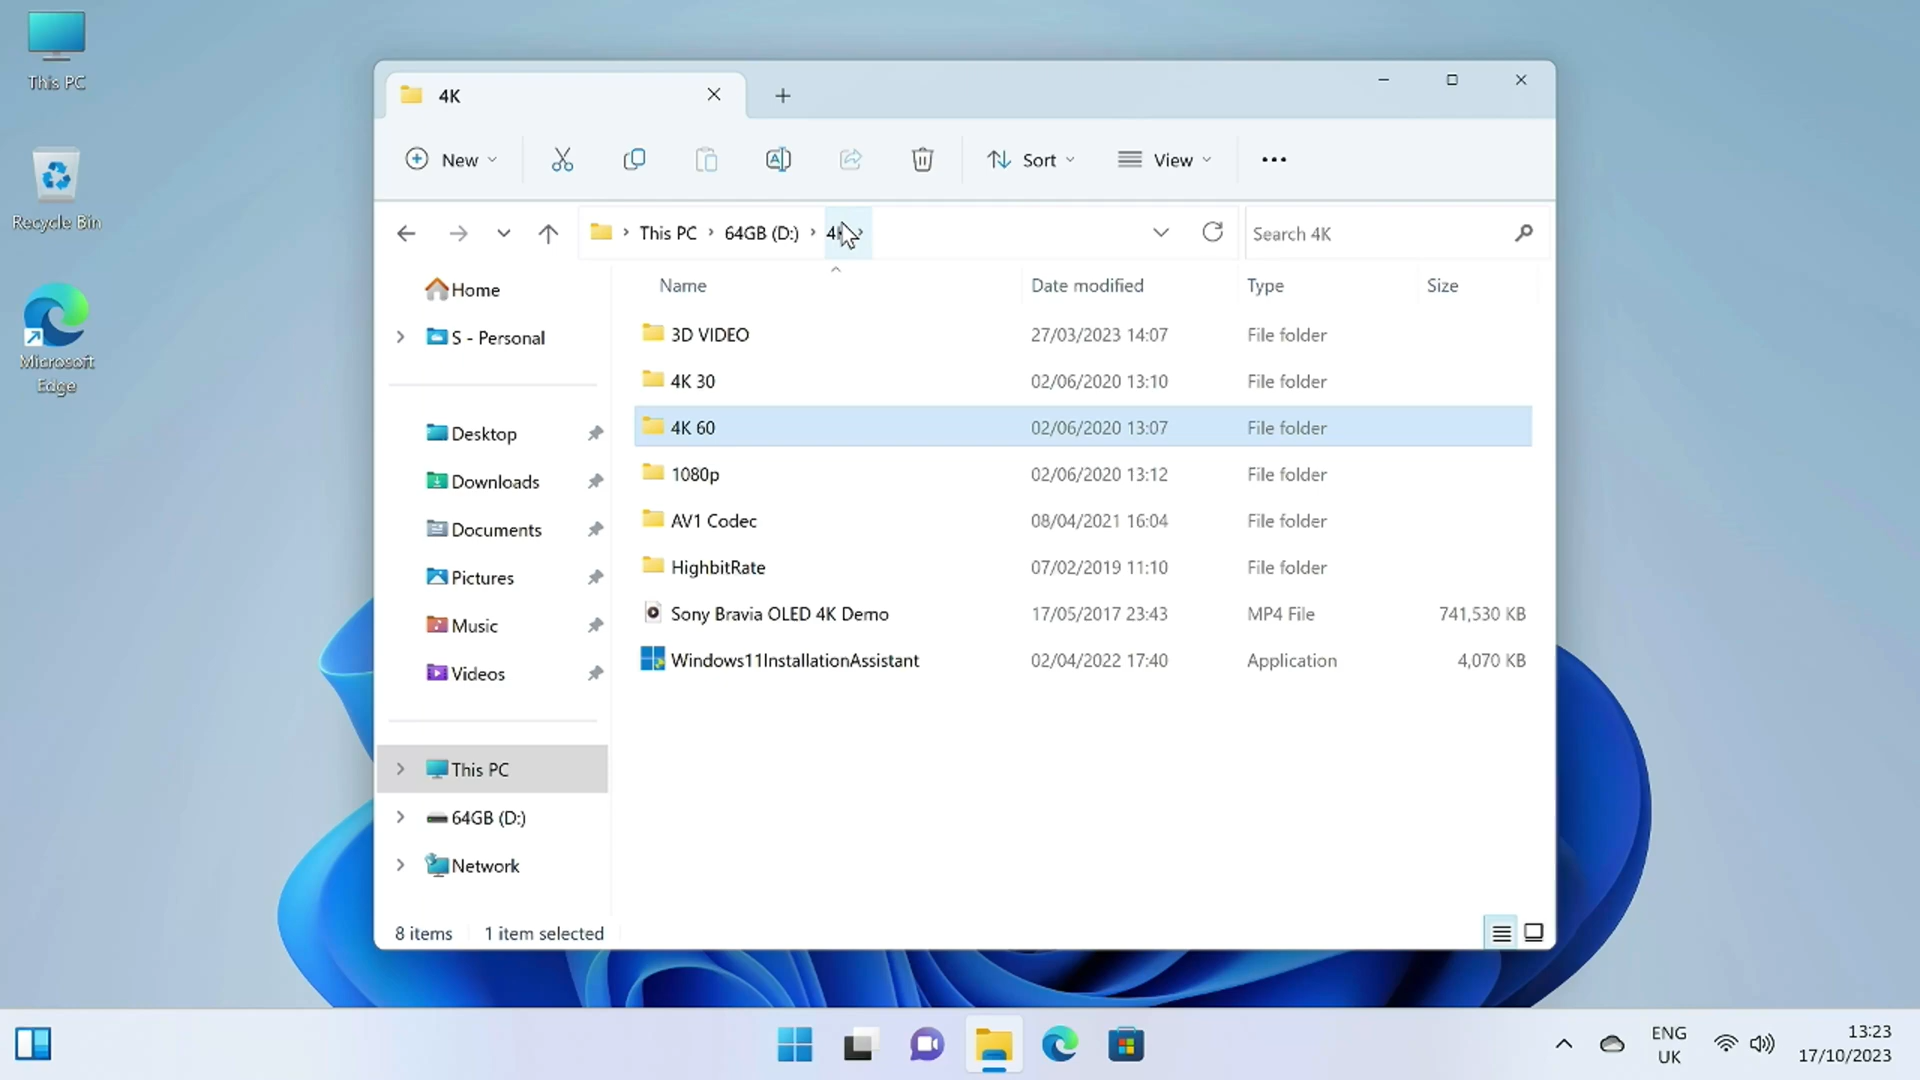 This PC
Recycle Bin
Microsoft
Edge
4K
New
Sort
View
This PC
64GB (D:)
Search 4K
Name
Date modified
Type
Size
Home
S - Personal
Desktop
Downloads
Documents
Pictures
Music
Videos
This PC
64GB (D:)
Network
3D VIDEO 27/03/2023 14:07 File folder
4K 30 02/06/2020 13:10 File folder
4K 60 02/06/2020 13:07 File folder
1080p 02/06/2020 13:12 File folder
AV1 Codec 08/04/2021 16:04 File folder
HighbitRate 07/02/2019 11:10 File folder
Sony Bravia OLED 4K Demo 17/05/2017 23:43 MP4 File 741,530 KB
Windows11InstallationAssistant 02/04/2022 17:40 Application 4,070 KB
8 items 1 item selected
ENG
UK
13:23
17/10/2023